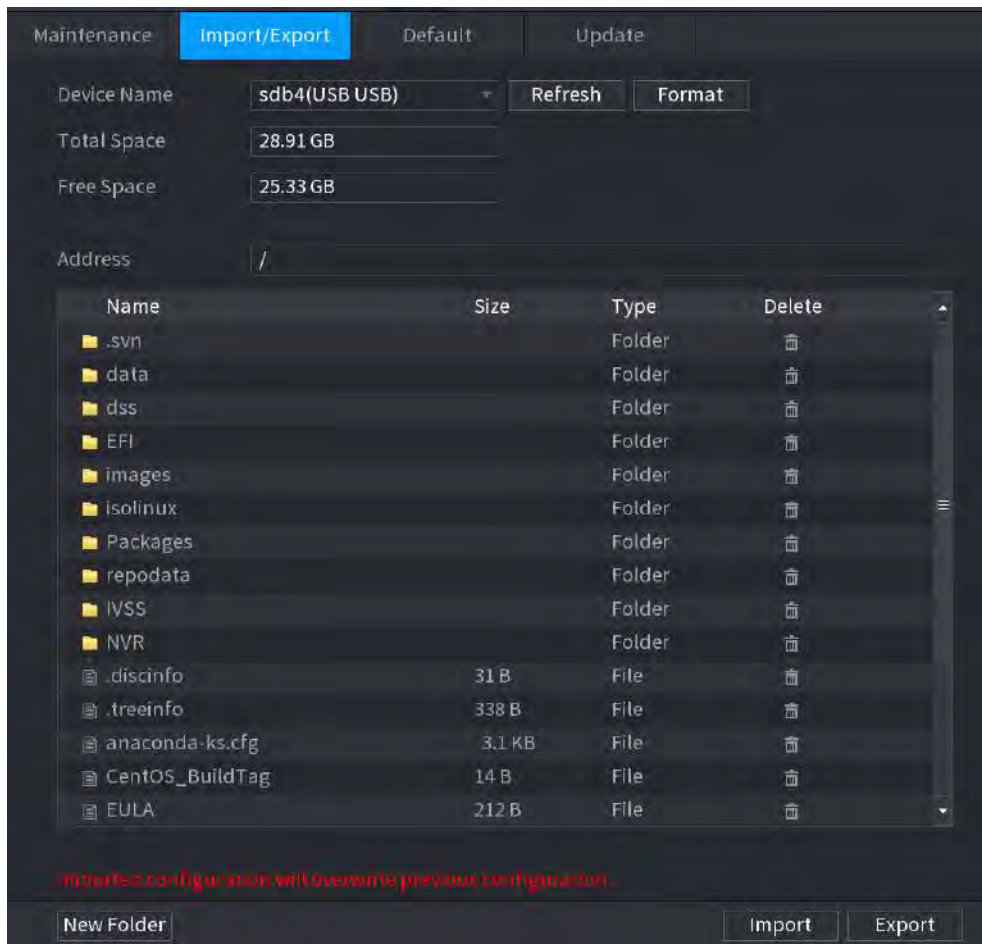 Maintenance Import/Export Default Update
Device Name sdb4(USB USB) Refresh Format
Total Space 28.91 GB
Free Space 25.33 GB
Address /
Name Size Type Delete
.svn Folder
data Folder
dss Folder
EFI Folder
images Folder
isolinux Folder
Packages Folder
repodata Folder
IVSS Folder
NVR Folder
.discinfo 31 B File
.treeinfo 338 B File
anaconda-ks.cfg 3.1 KB File
CentOS_BuildTag 14 B File
EULA 212 B File
Imported configuration will overwrite previous configuration.
New Folder Import Export